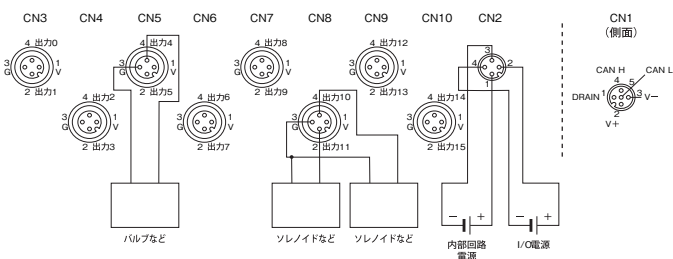 CN3 CN4 CN5 CN6 CN7 CN8 CN9 CN10 CN2 CN1
(側面)
4 出力0
3 G 1 V
2 出力1
4 出力2
3 G 1 V
2 出力3
4 出力4
3 G 1 V
2 出力5
4 出力6
3 G 1 V
2 出力7
4 出力8
3 G 1 V
2 出力9
4 出力10
3 G 1 V
2 出力11
4 出力12
3 G 1 V
2 出力13
4 出力14
3 G 1 V
2 出力15
3
4 2
1
CAN H CAN L
4 5
DRAIN 1 3 V−
2
V+
バルブなど
ソレノイドなど
ソレノイドなど
− +
内部回路
電源
− +
I/O電源